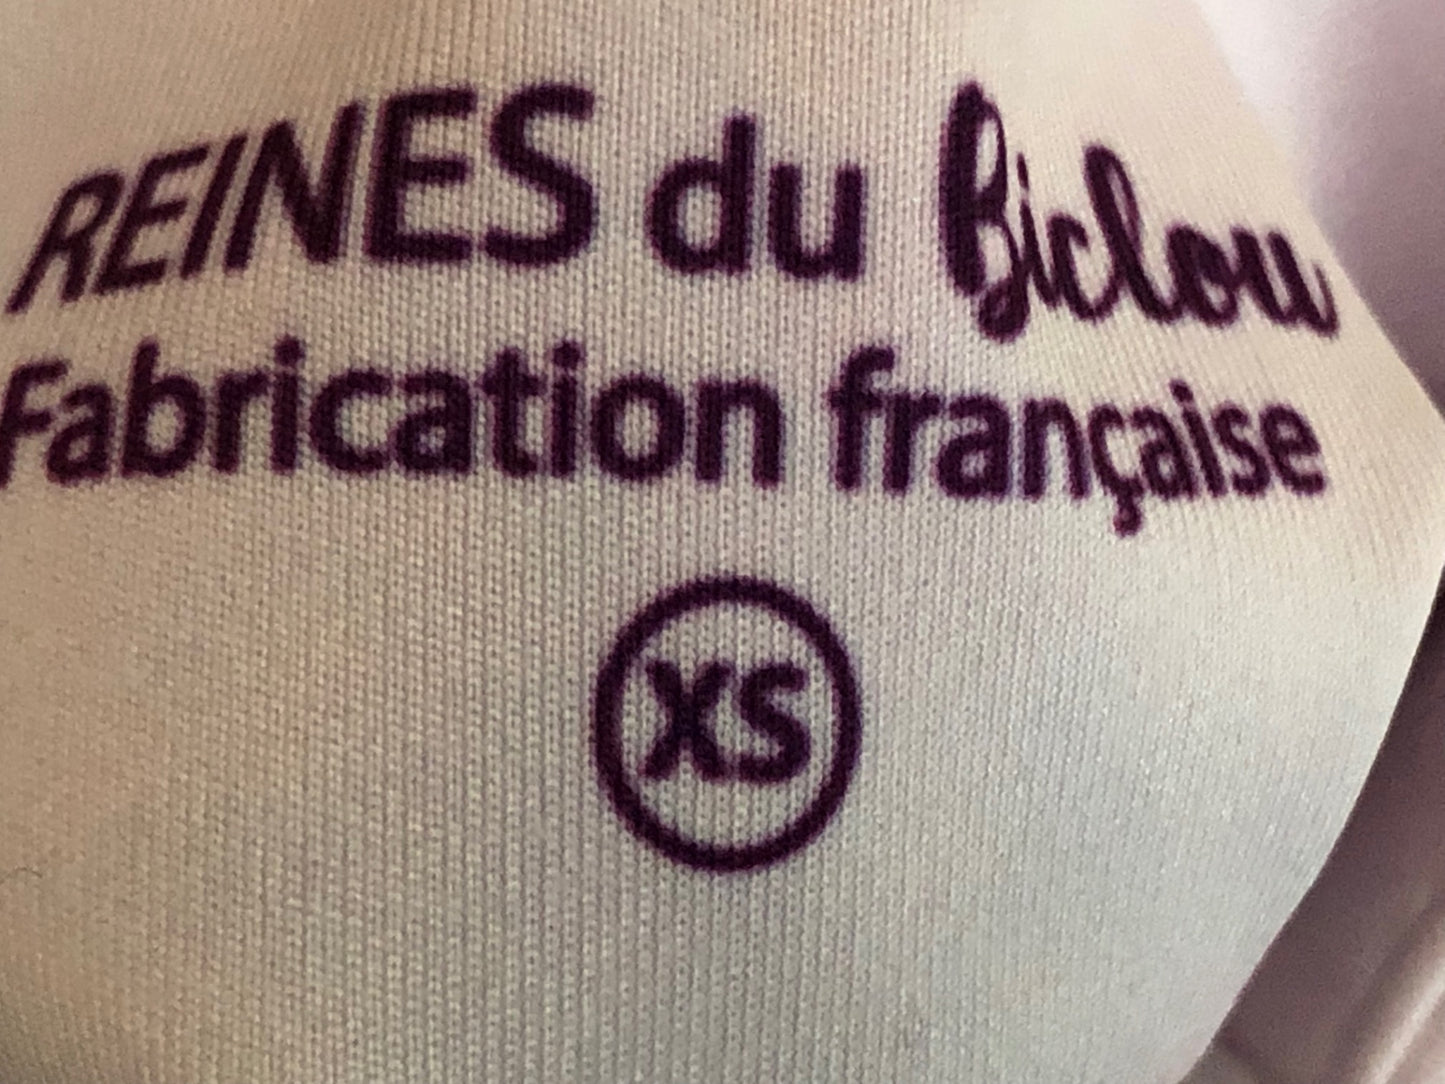 REINES du Biclou
Fabrication française
XS